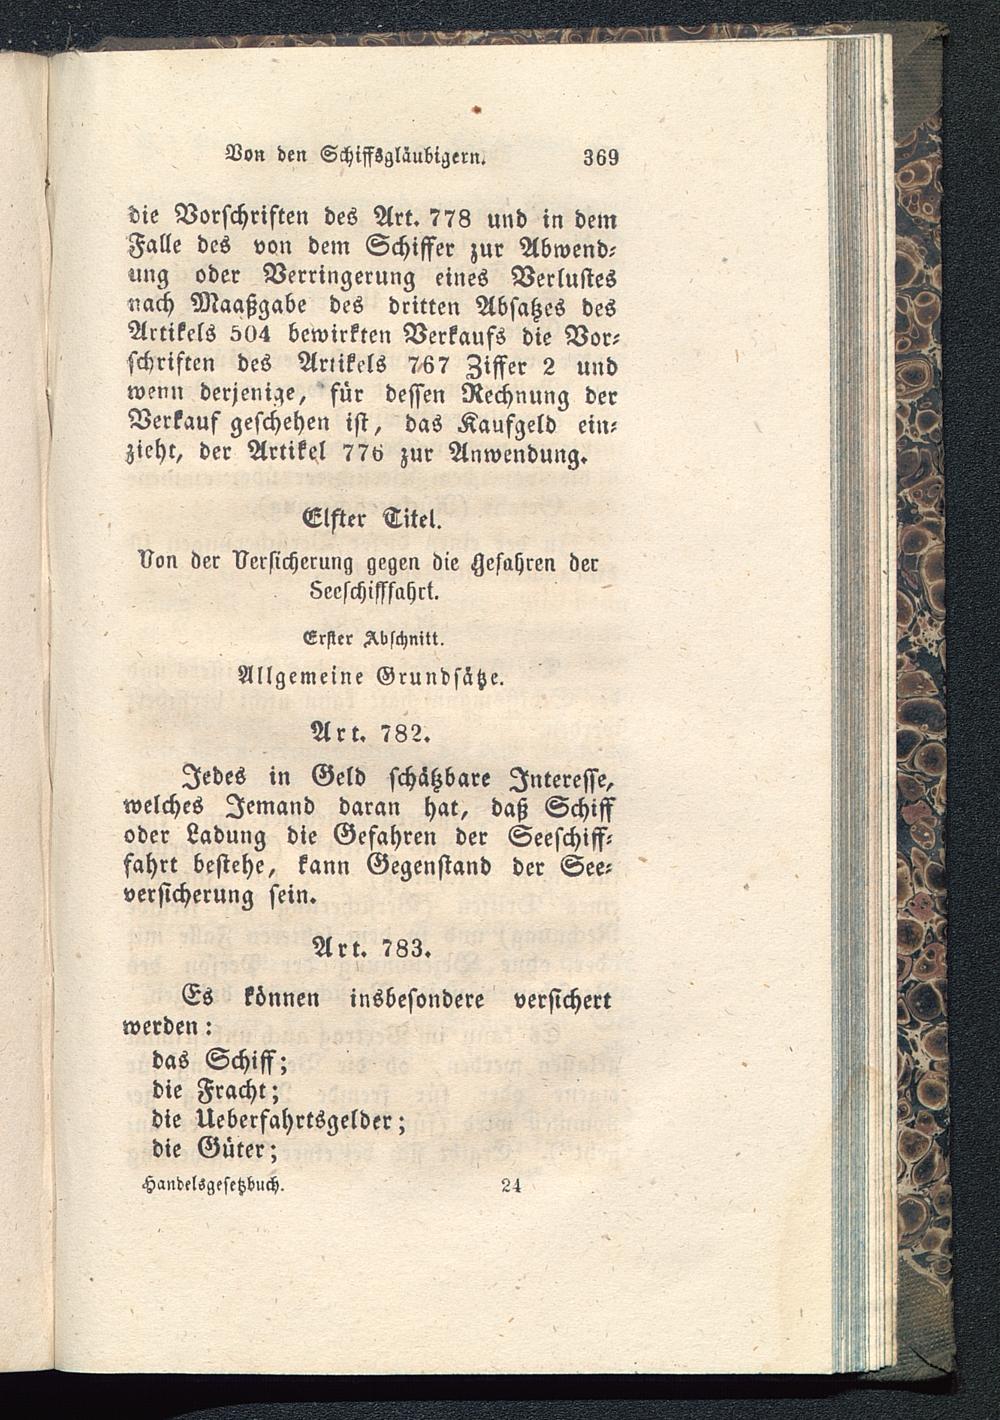 Von den Schiffsgläubigern. 369
die Vorschriften des Art. 778 und in dem
Falle des von dem Schiffer zur Abwend-
ung oder Verringerung eines Verlustes
nach Maaßgabe des dritten Absatzes des
Artikels 504 bewirkten Verkaufs die Vor-
schriften des Artikels 767 Ziffer 2 und
wenn derjenige, für dessen Rechnung der
Verkauf geschehen ist, das Kaufgeld ein-
zieht, der Artikel 776 zur Anwendung.
Elfter Titel.
Von der Versicherung gegen die Gefahren der
Seeschifffahrt.
Erster Abschnitt.
Allgemeine Grundsätze.
Art. 782.
Jedes in Geld schätzbare Interesse,
welches Jemand daran hat, daß Schiff
oder Ladung die Gefahren der Seeschiff-
fahrt bestehe, kann Gegenstand der See-
versicherung sein.
Art. 783.
Es können insbesondere versichert
werden:
das Schiff;
die Fracht;
die Ueberfahrtsgelder;
die Güter;
Handelsgesetzbuch. 24